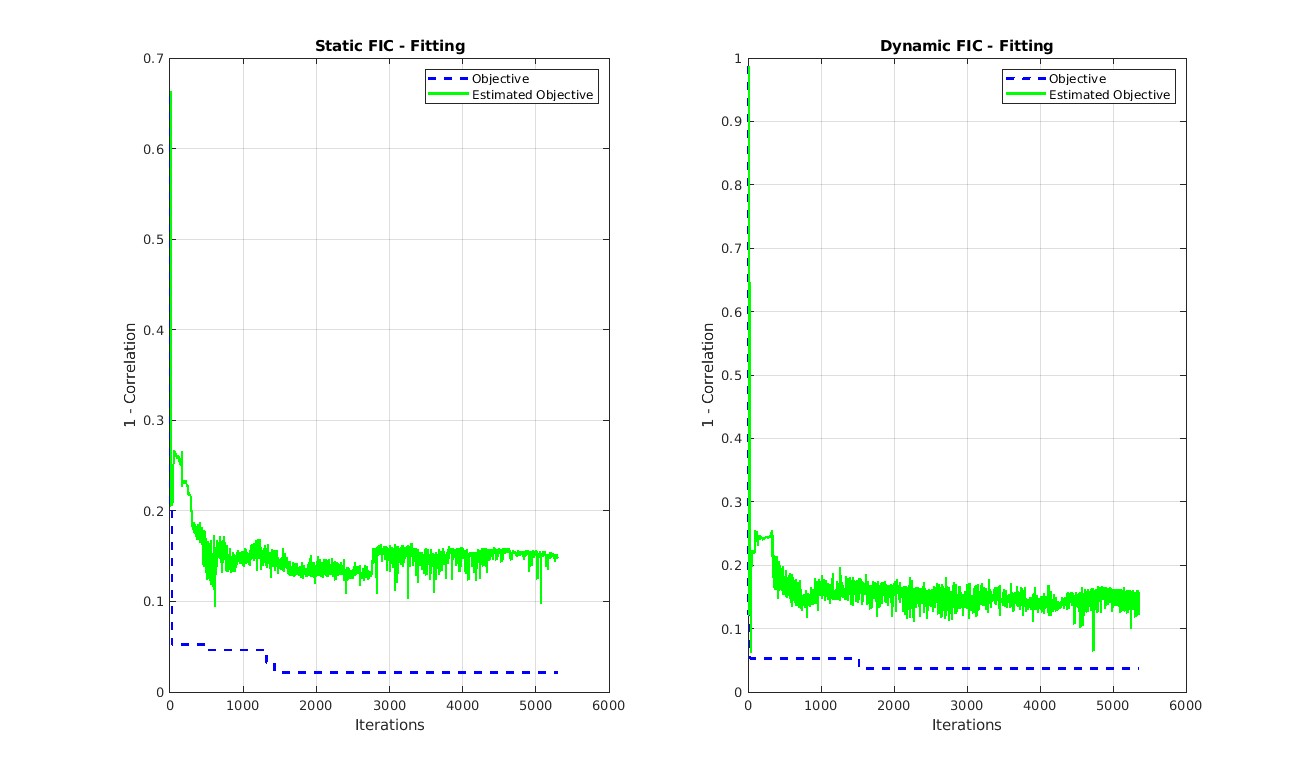 Static FIC - Fitting
Objective
Estimated Objective
1 - Correlation
0.7
0.6
0.5
0.4
0.3
0.2
0.1
0
0 1000 2000 3000 4000 5000 6000
Iterations
Dynamic FIC - Fitting
Objective
Estimated Objective
1 - Correlation
1
0.9
0.8
0.7
0.6
0.5
0.4
0.3
0.2
0.1
0
0 1000 2000 3000 4000 5000 6000
Iterations